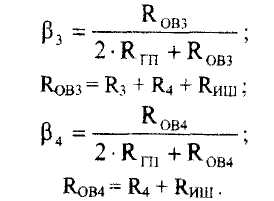 β₃ = R_ОВ3 / (2 · R_ГП + R_ОВ3) ;
R_ОВ3 = R₃ + R₄ + R_ИШ ;
β₄ = R_ОВ4 / (2 · R_ГП + R_ОВ4) ;
R_ОВ4 = R₄ + R_ИШ .